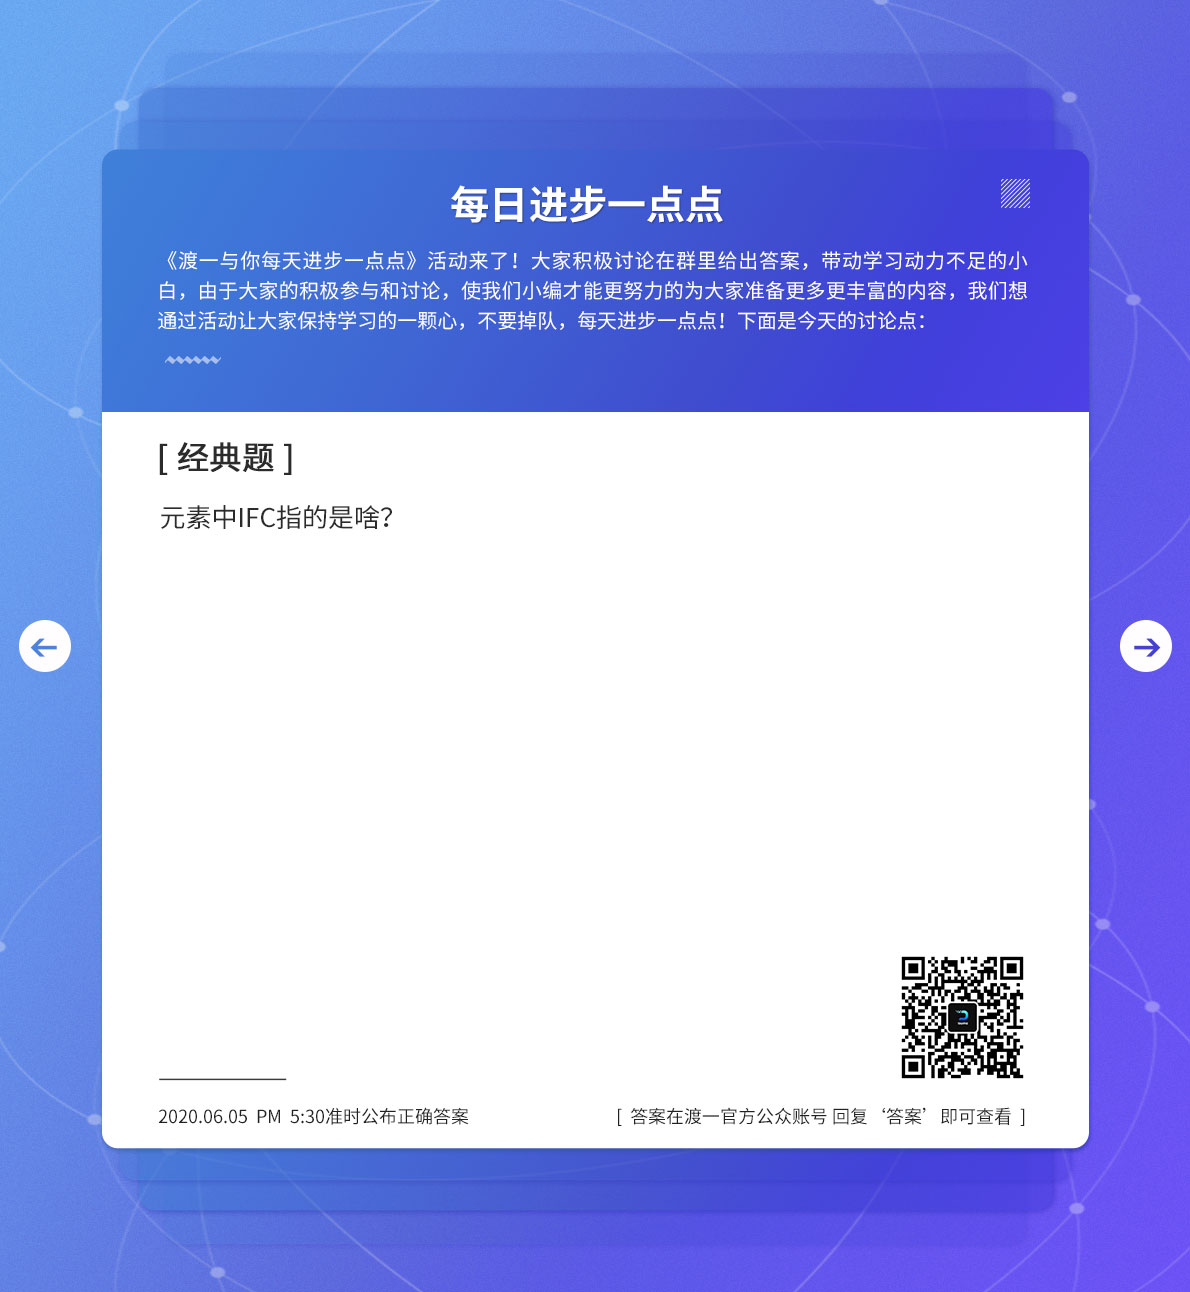 每日进步一点点
《渡一与你每天进步一点点》活动来了！大家积极讨论在群里给出答案，带动学习动力不足的小
白，由于大家的积极参与和讨论，使我们小编才能更努力的为大家准备更多更丰富的内容，我们想
通过活动让大家保持学习的一颗心，不要掉队，每天进步一点点！下面是今天的讨论点：
[ 经典题 ]
元素中IFC指的是啥？
2020.06.05 PM 5:30准时公布正确答案
[ 答案在渡一官方公众账号 回复 ‘答案’ 即可查看 ]